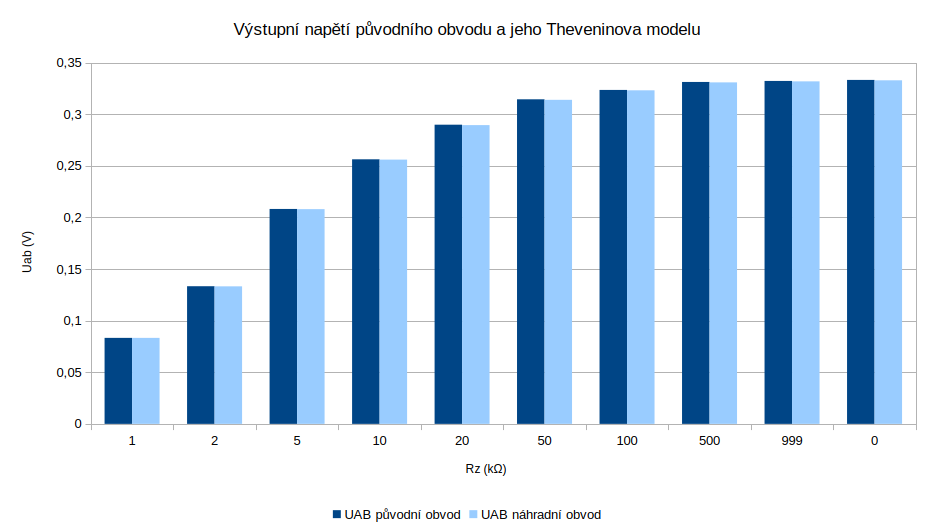 Výstupní napětí původního obvodu a jeho Theveninova modelu
0,35
0,3
0,25
0,2
0,15
0,1
0,05
0
Uab (V)
1 2 5 10 20 50 100 500 999 0
Rz (kΩ)
UAB původní obvod UAB náhradní obvod